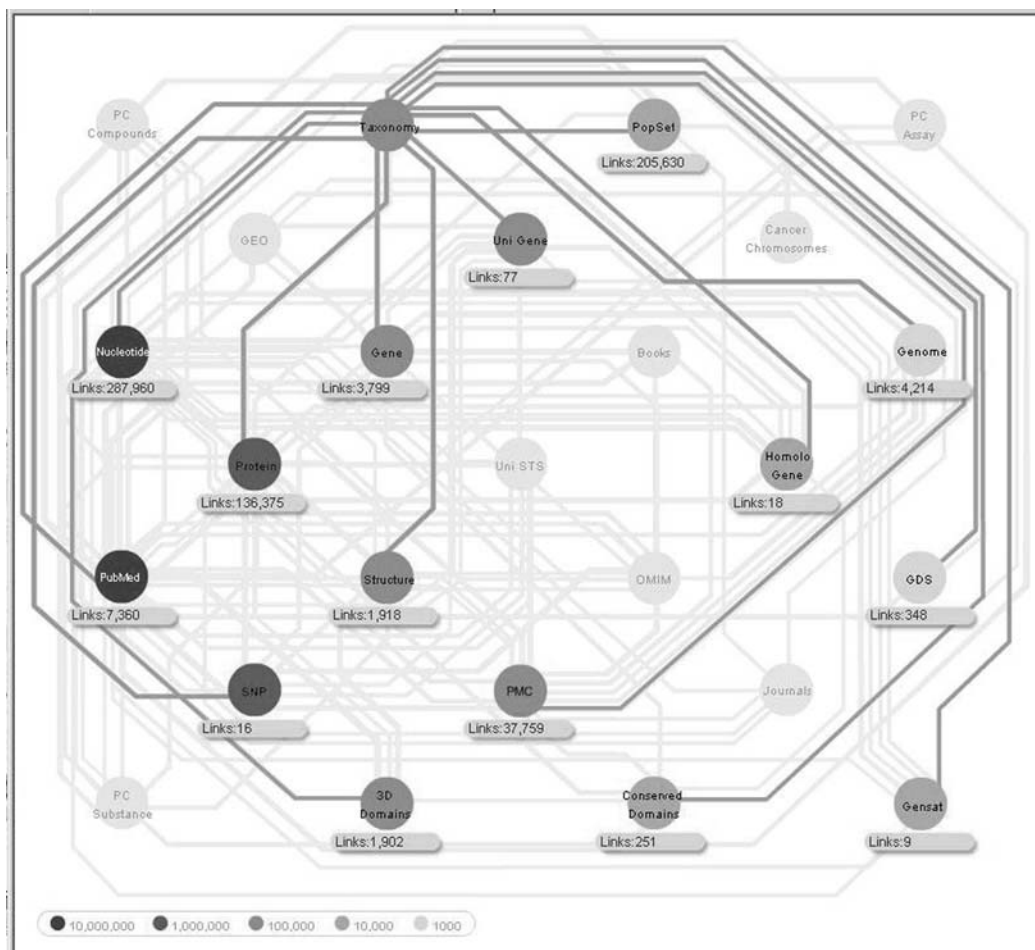 PC
Compounds
Taxonomy
PopSet
PC
Assay
Links:205,630
GEO
Uni Gene
Cancer
Chromosomes
Links:77
Nucleotide
Gene
Books
Genome
Links:287,960
Links:3,799
Links:4,214
Protein
Uni STS
Homolo
Gene
Links:136,375
Links:18
PubMed
Structure
OMIM
GDS
Links:7,360
Links:1,918
Links:348
SNP
PMC
Journals
Links:16
Links:37,759
PC
Substance
3D
Domains
Conserved
Domains
Gensat
Links:1,902
Links:251
Links:9
10,000,000
1,000,000
100,000
10,000
1000